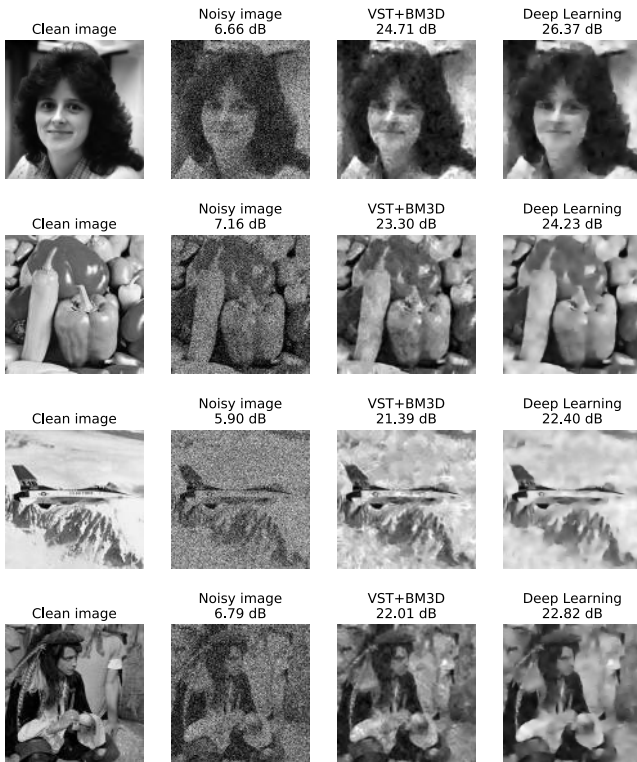 Clean image
Noisy image
6.66 dB
VST+BM3D
24.71 dB
Deep Learning
26.37 dB
Clean image
Noisy image
7.16 dB
VST+BM3D
23.30 dB
Deep Learning
24.23 dB
Clean image
Noisy image
5.90 dB
VST+BM3D
21.39 dB
Deep Learning
22.40 dB
Clean image
Noisy image
6.79 dB
VST+BM3D
22.01 dB
Deep Learning
22.82 dB